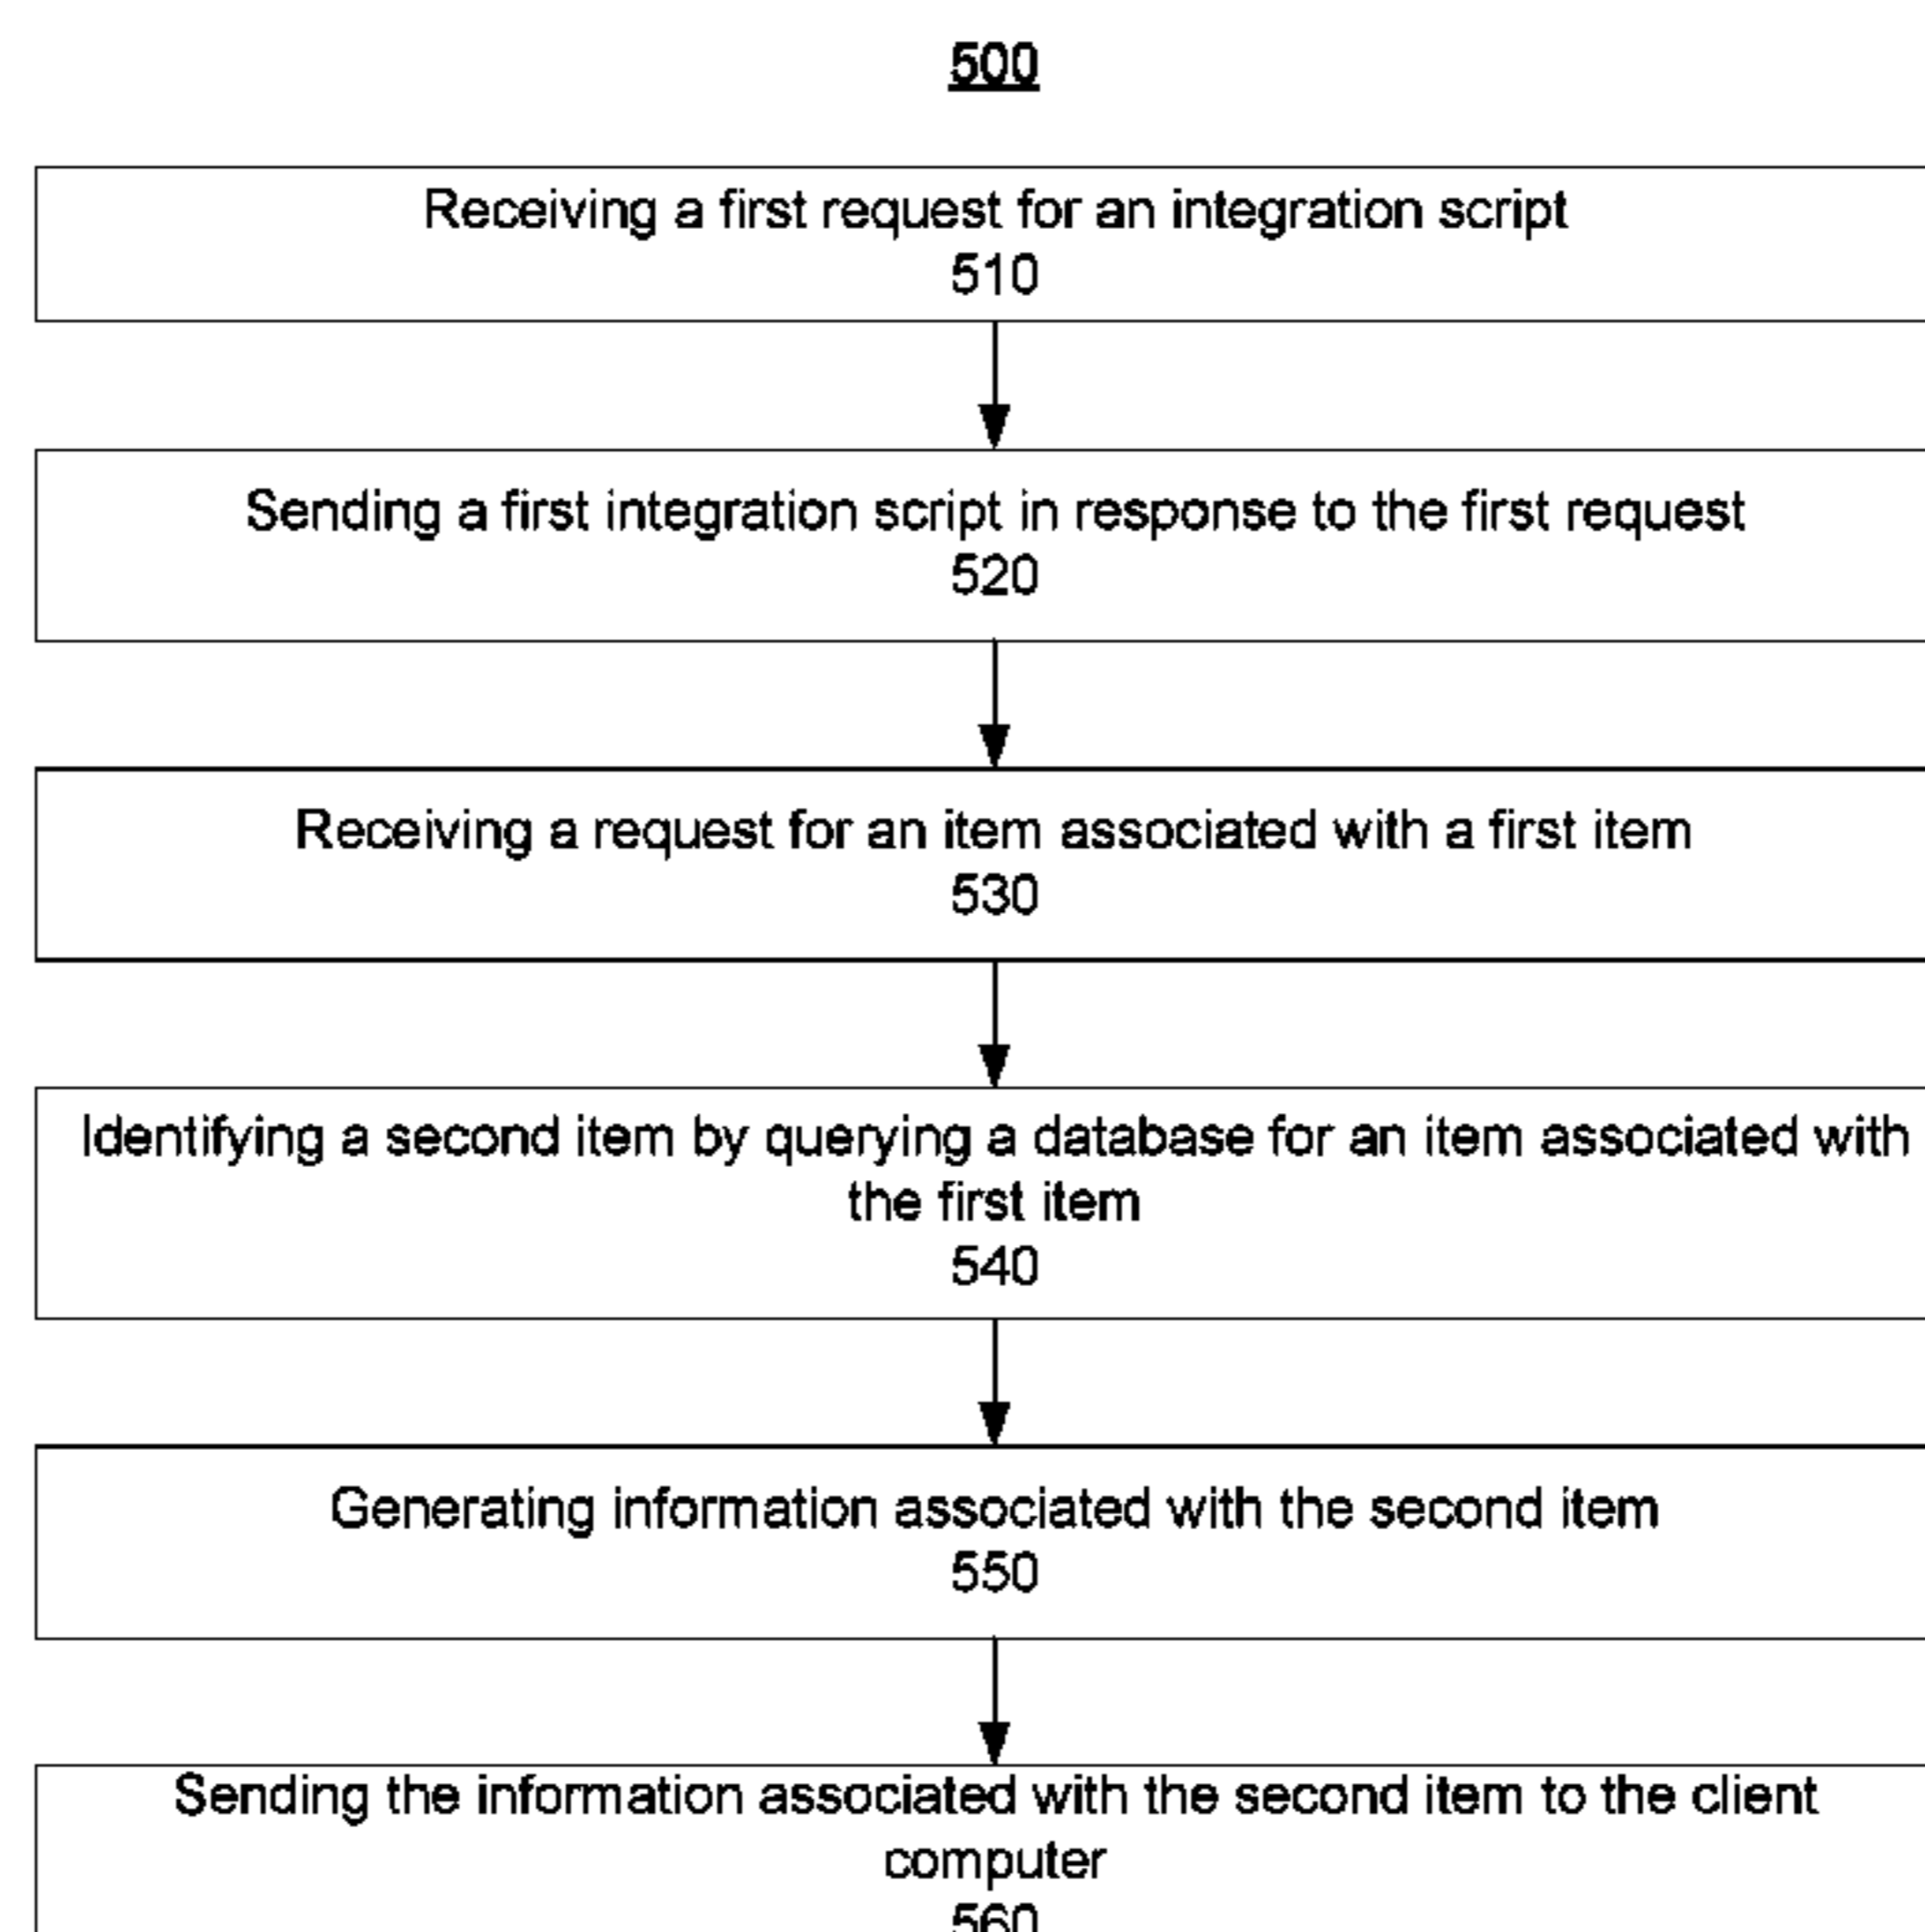 500
Receiving a first request for an integration script
510
Sending a first integration script in response to the first request
520
Receiving a request for an item associated with a first item
530
Identifying a second item by querying a database for an item associated with
the first item
540
Generating information associated with the second item
550
Sending the information associated with the second item to the client
computer
560